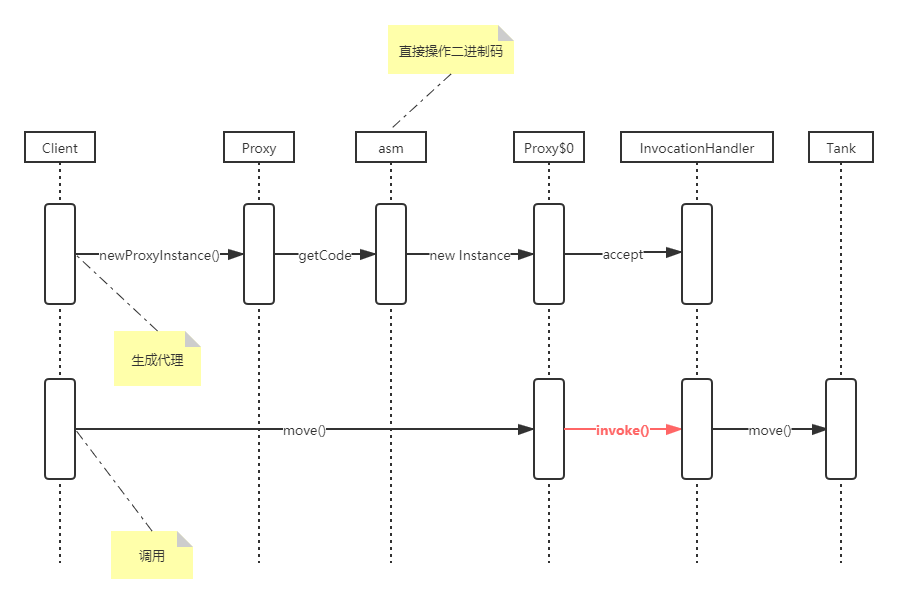 直接操作二进制码
Client
Proxy
asm
Proxy$0
InvocationHandler
Tank
newProxyInstance()
getCode
new Instance
accept
生成代理
move()
invoke()
move()
调用